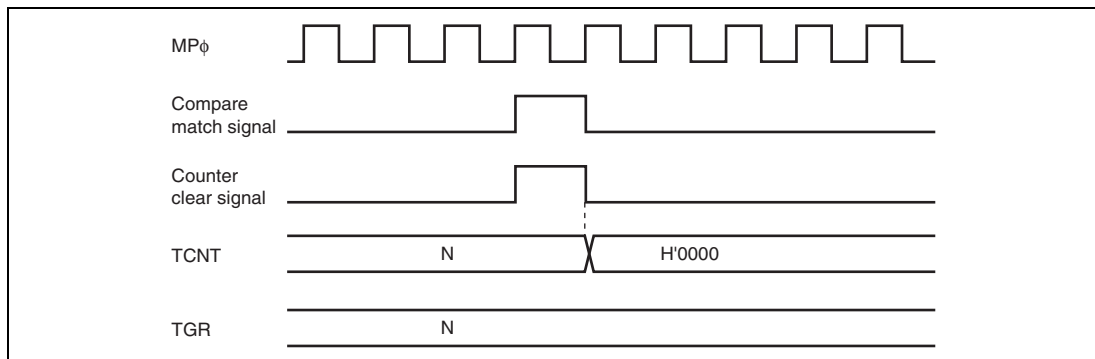 MPϕ
Compare
match signal
Counter
clear signal
TCNT N H'0000
TGR N